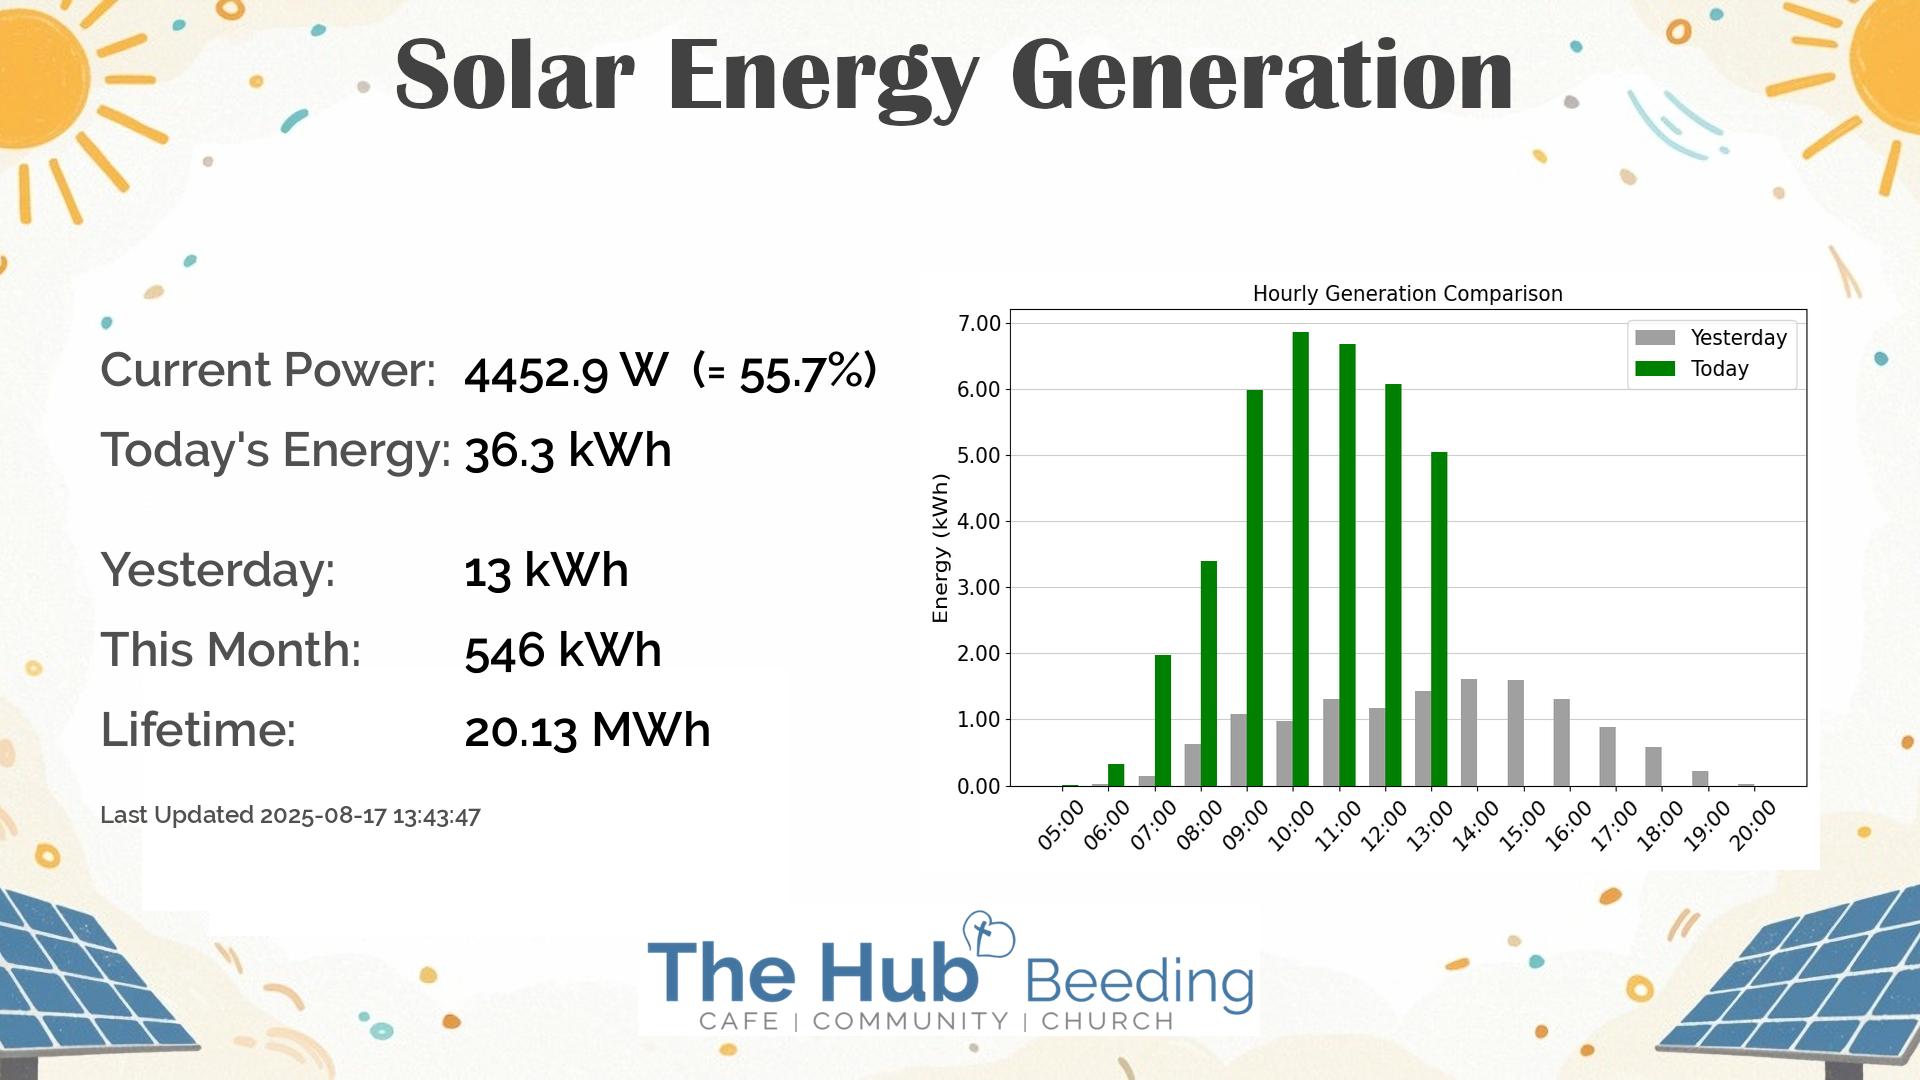 Solar Energy Generation
Current Power: 4452.9 W (= 55.7%)
Today's Energy: 36.3 kWh
Yesterday: 13 kWh
This Month: 546 kWh
Lifetime: 20.13 MWh
Last Updated 2025-08-17 13:43:47
Hourly Generation Comparison
Yesterday
Today
Energy (kWh)
7.00
6.00
5.00
4.00
3.00
2.00
1.00
0.00
05:00 06:00 07:00 08:00 09:00 10:00 11:00 12:00 13:00 14:00 15:00 16:00 17:00 18:00 19:00 20:00
The Hub Beeding
CAFE | COMMUNITY | CHURCH